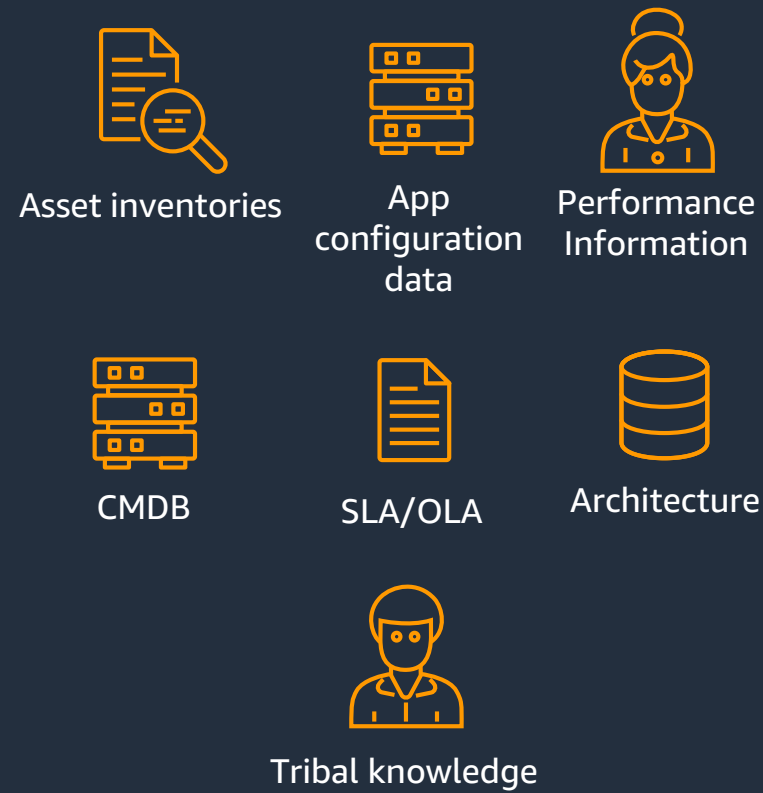 Asset inventories
App
configuration
data
Performance
Information
CMDB
SLA/OLA
Architecture
Tribal knowledge